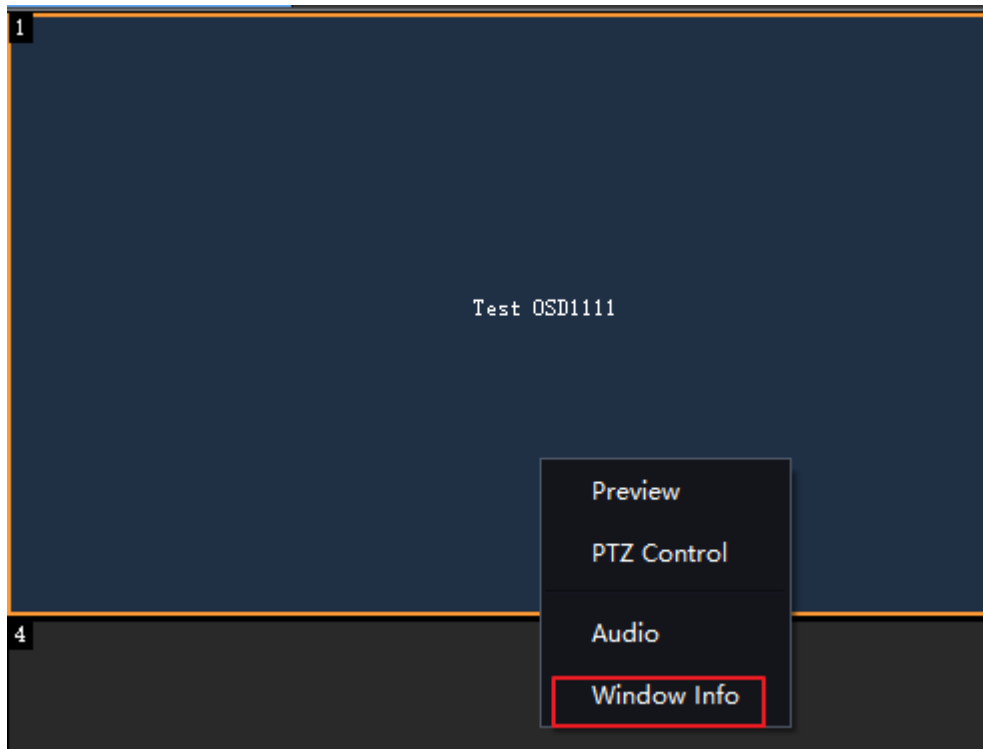 1
Test OSD1111
Preview
PTZ Control
4
Audio
Window Info